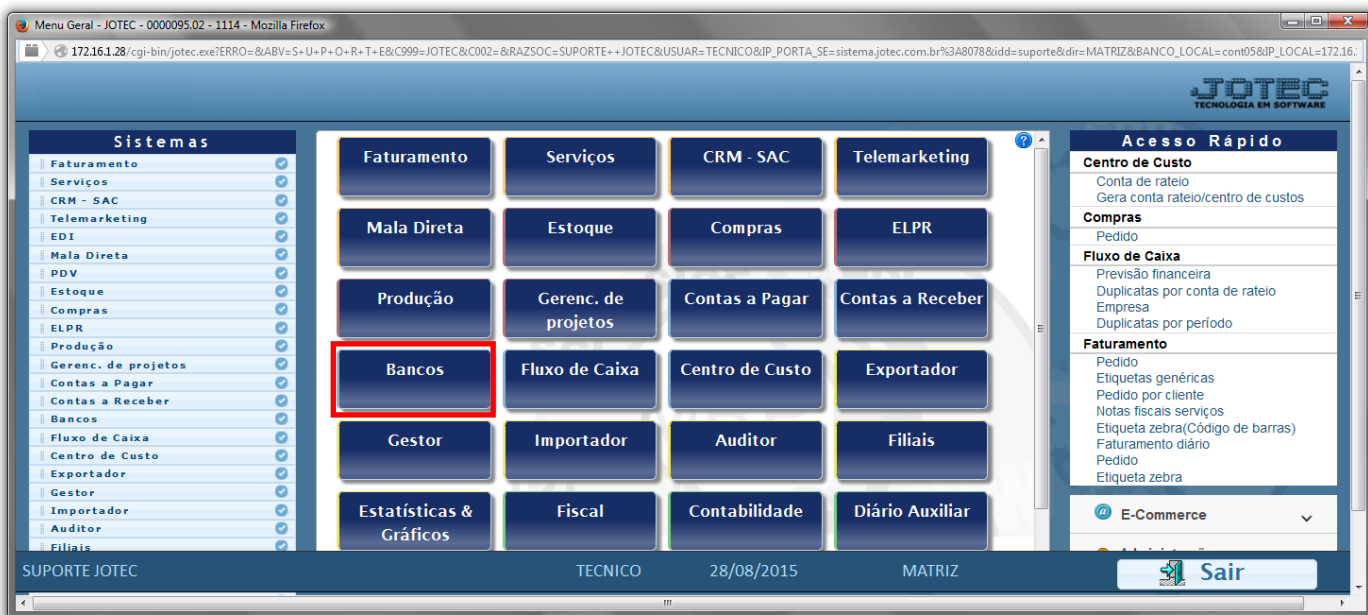 Menu Geral - JOTEC - 0000095.02 - 1114 - Mozilla Firefox
172.16.1.28/cgi-bin/jotec.exe?ERRO=&ABV=S+U+P+O+R+T+E&C999=JOTEC&C002=&RAZSOC=SUPORTE++JOTEC&USUAR=TECNICO&IP_PORTA_SE=sistema.jotec.com.br%3A8078&idd=suporte&dir=MATRIZ&BANCO_LOCAL=cont05&IP_LOCAL=172.16.
JOTEC
TECNOLOGIA EM SOFTWARE
Sistemas
Faturamento
Serviços
CRM - SAC
Telemarketing
EDI
Mala Direta
PDV
Estoque
Compras
ELPR
Produção
Gerenc. de projetos
Contas a Pagar
Contas a Receber
Bancos
Fluxo de Caixa
Centro de Custo
Exportador
Gestor
Importador
Auditor
Filiais
Faturamento
Serviços
CRM - SAC
Telemarketing
Mala Direta
Estoque
Compras
ELPR
Produção
Gerenc. de
projetos
Contas a Pagar
Contas a Receber
Bancos
Fluxo de Caixa
Centro de Custo
Exportador
Gestor
Importador
Auditor
Filiais
Estatísticas &
Gráficos
Fiscal
Contabilidade
Diário Auxiliar
Acesso Rápido
Centro de Custo
Conta de rateio
Gera conta rateio/centro de custos
Compras
Pedido
Fluxo de Caixa
Previsão financeira
Duplicatas por conta de rateio
Empresa
Duplicatas por período
Faturamento
Pedido
Etiquetas genéricas
Pedido por cliente
Notas fiscais serviços
Etiqueta zebra(Código de barras)
Faturamento diário
Pedido
Etiqueta zebra
E-Commerce
SUPORTE JOTEC
TECNICO
28/08/2015
MATRIZ
Sair